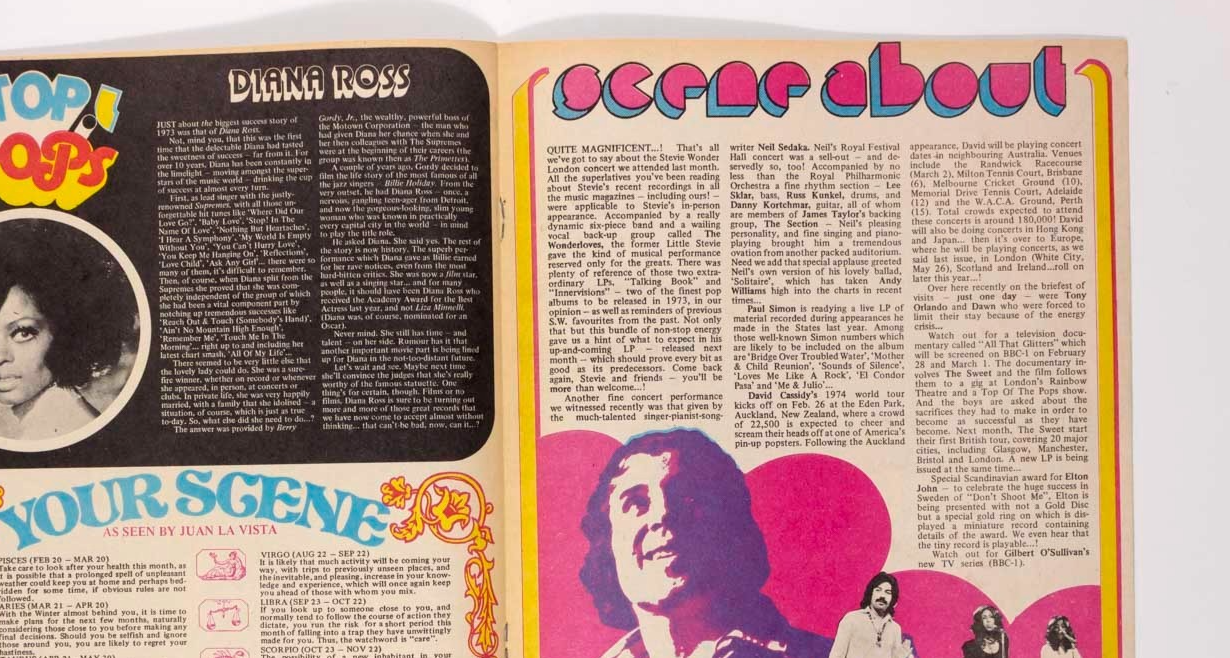 TOP
OPS
DIANA ROSS
JUST about the biggest success story of
1973 was that of Diana Ross.
Not, mind you, that this was the first
time that the delectable Diana had tasted
the sweetness of success — far from it. For
over 10 years, Diana has been constantly in
the limelight — moving amongst the super-
stars of the music world — drinking the cup
of success at almost every turn.
First, as lead singer with the justly-
renowned Supremes, with all those un-
forgettable hit tunes like 'Where Did Our
Love Go?', 'Baby Love', 'Stop! In The
Name Of Love', 'Nothing But Heartaches',
'I Hear A Symphony', 'My World Is Empty
Without You', 'You Can't Hurry Love',
'You Keep Me Hanging On', 'Reflections',
'Love Child', 'Ask Any Girl'... there were so
many of them, it's difficult to remember.
Then, of course, when Diana split from the
Supremes she proved that she was com-
pletely independent of the group of which
she had been a vital component part by
notching up tremendous successes like
'Reach Out & Touch (Somebody's Hand)',
'Ain't No Mountain High Enough',
'Remember Me', 'Touch Me In The
Morning'... right up to and including her
latest chart smash, 'All Of My Life'...
There seemed to be very little else that
the lovely lady could do. She was a sure-
fire winner, whether on record or whenever
she appeared, in person, at concerts or
clubs. In private life, she was very happily
married, with a family that she idolised — a
situation, of course, which is just as true
to-day. So, what else did she need to do...?
The answer was provided by Berry
Gordy, Jr., the wealthy, powerful boss of
the Motown Corporation — the man who
had given Diana her chance when she and
her then colleagues with The Supremes
were at the beginning of their careers (the
group was known then as The Primettes).
A couple of years ago, Gordy decided to
film the life story of the most famous of all
the jazz singers — Billie Holiday. From the
very outset, he had Diana Ross — once, a
nervous, gangling teen-ager from Detroit,
and now the gorgeous-looking, slim young
woman who was known in practically
every capital city in the world — in mind
to play the title role.
He asked Diana. She said yes. The rest of
the story is now history. The superb per-
formance which Diana gave as Billie earned
for her rave notices, even from the most
hard-bitten critics. She was now a film star,
as well as a singing star... and for many
people, it should have been Diana Ross who
received the Academy Award for the Best
Actress last year, and not Liza Minnelli.
(Diana was, of course, nominated for an
Oscar).
Never mind. She still has time — and
talent — on her side. Rumour has it that
another important movie part is being lined
up for Diana in the not-too-distant future.
Let's wait and see. Maybe next time
she'll convince the judges that she's really
worthy of the famous statuette. One
thing's for certain, though. Films or no
films, Diana Ross is sure to be turning out
more and more of those great records that
we have now come to accept almost without
thinking... that can't be bad, now, can it...?
YOUR SCENE
AS SEEN BY JUAN LA VISTA
PISCES (FEB 20 — MAR 20)
Take care to look after your health this month, as
it is possible that a prolonged spell of unpleasant
weather could keep you at home and perhaps bed-
ridden for some time, if obvious rules are not
followed.
ARIES (MAR 21 — APR 20)
With the Winter almost behind you, it is time to
make plans for the next few months, naturally
considering those close to you before making any
final decisions. Should you be selfish and ignore
those around you, you are likely to regret your
hastiness.
VIRGO (AUG 22 — SEP 22)
It is likely that much activity will be coming your
way, with trips to previously unseen places, and
the inevitable, and pleasing, increase in your know-
ledge and experience, which will once again keep
you ahead of those with whom you mix.
LIBRA (SEP 23 — OCT 22)
If you look up to someone close to you, and
normally tend to follow the course of action they
dictate, you run the risk for a short period this
month of falling into a trap they have unwittingly
made for you. Thus, the watchword is "care".
SCORPIO (OCT 23 — NOV 22)
The possibility of a new inhabitant in your
scene about
QUITE MAGNIFICENT...! That's all
we've got to say about the Stevie Wonder
London concert we attended last month.
All the superlatives you've been reading
about Stevie's recent recordings in all
the music magazines — including ours! —
were applicable to Stevie's in-person
appearance. Accompanied by a really
dynamic six-piece band and a wailing
vocal back-up group called The
Wonderloves, the former Little Stevie
gave the kind of musical performance
reserved only for the greats. There was
plenty of reference of those two extra-
ordinary LPs, "Talking Book" and
"Innervisions" — two of the finest pop
albums to be released in 1973, in our
opinion — as well as reminders of previous
S.W. favourites from the past. Not only
that but this bundle of non-stop energy
gave us a hint of what to expect in his
up-and-coming LP — released next
month — which should prove every bit as
good as its predecessors. Come back
again, Stevie and friends — you'll be
more than welcome...!
Another fine concert performance
we witnessed recently was that given by
the much-talented singer-pianist-song-
writer Neil Sedaka. Neil's Royal Festival
Hall concert was a sell-out — and de-
servedly so, too! Accompanied by no
less than the Royal Philharmonic
Orchestra a fine rhythm section — Lee
Sklar, bass, Russ Kunkel, drums, and
Danny Kortchmar, guitar, all of whom
are members of James Taylor's backing
group, The Section — Neil's pleasing
personality, and fine singing and piano-
playing brought him a tremendous
ovation from another packed auditorium.
Need we add that special applause greeted
Neil's own version of his lovely ballad,
'Solitaire', which has taken Andy
Williams high into the charts in recent
times...
Paul Simon is readying a live LP of
material recorded during appearances he
made in the States last year. Among
those well-known Simon numbers which
are likely to be included on the album
are 'Bridge Over Troubled Water', 'Mother
& Child Reunion', 'Sounds of Silence',
'Loves Me Like A Rock', 'El Condor
Pasa' and 'Me & Julio'...
David Cassidy's 1974 world tour
kicks off on Feb. 26 at the Eden Park,
Auckland, New Zealand, where a crowd
of 22,500 is expected to cheer and
scream their heads off at one of America's
pin-up popsters. Following the Auckland
appearance, David will be playing concert
dates in neighbouring Australia. Venues
include the Randwick Racecourse
(March 2), Milton Tennis Court, Brisbane
(6), Melbourne Cricket Ground (10),
Memorial Drive Tennis Court, Adelaide
(12) and the W.A.C.A. Ground, Perth
(15). Total crowds expected to attend
these concerts is around 180,000! David
will also be doing concerts in Hong Kong
and Japan... then it's over to Europe,
where he will be playing concerts, as we
said last issue, in London (White City,
May 26), Scotland and Ireland...roll on
later this year...!
Over here recently on the briefest of
visits — just one day — were Tony
Orlando and Dawn who were forced to
limit their stay because of the energy
crisis...
Watch out for a television docu-
mentary called "All That Glitters" which
will be screened on BBC-1 on February
28 and March 1. The documentary in-
volves The Sweet and the film follows
them to a gig at London's Rainbow
Theatre and a Top Of The Pops show.
And the boys are asked about the
sacrifices they had to make in order to
become as successful as they have
become. Next month, The Sweet start
their first British tour, covering 20 major
cities, including Glasgow, Manchester,
Bristol and London. A new LP is being
issued at the same time...
Special Scandinavian award for Elton
John — to celebrate the huge success in
Sweden of "Don't Shoot Me", Elton is
being presented with not a Gold Disc
but a special gold ring on which is dis-
played a miniature record containing
details of the award. We even hear that
the tiny record is playable...!
Watch out for Gilbert O'Sullivan's
new TV series (BBC-1).